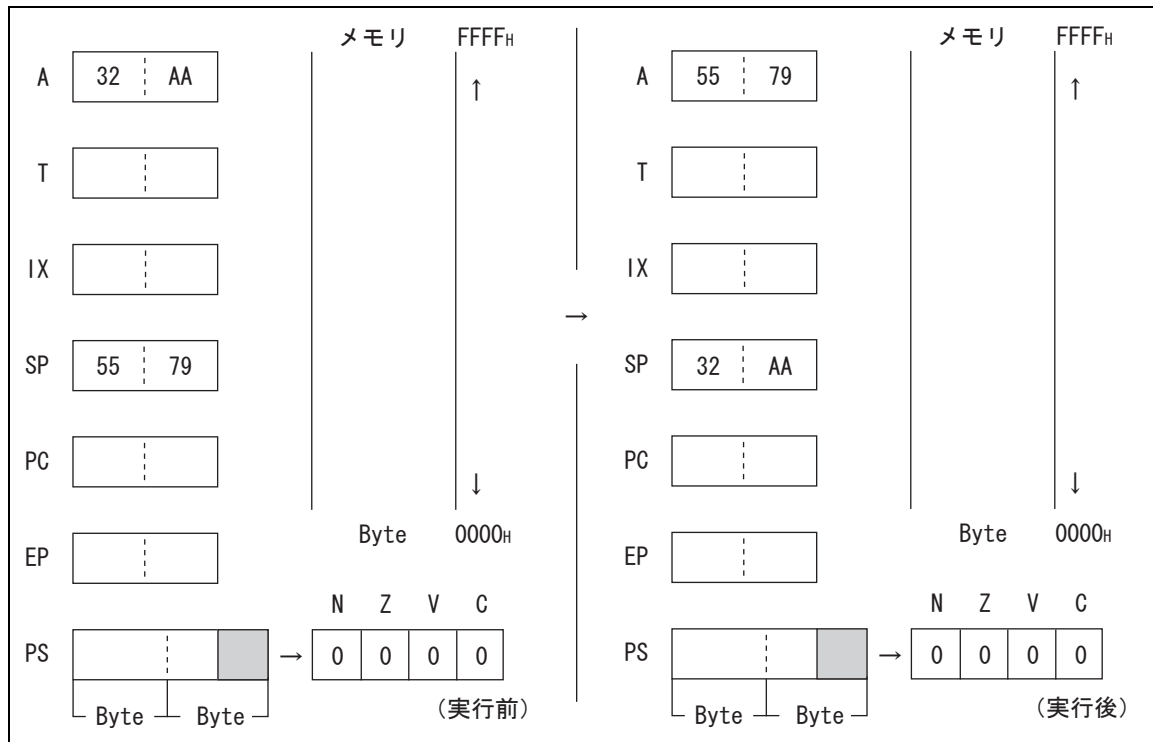 メモリ FFFFH
A 32 AA
↑
T
IX
SP 55 79
PC
↓
Byte 0000H
EP
N Z V C
PS → 0 0 0 0
Byte Byte (実行前)
→
メモリ FFFFH
A 55 79
↑
T
IX
SP 32 AA
PC
↓
Byte 0000H
EP
N Z V C
PS → 0 0 0 0
Byte Byte (実行後)